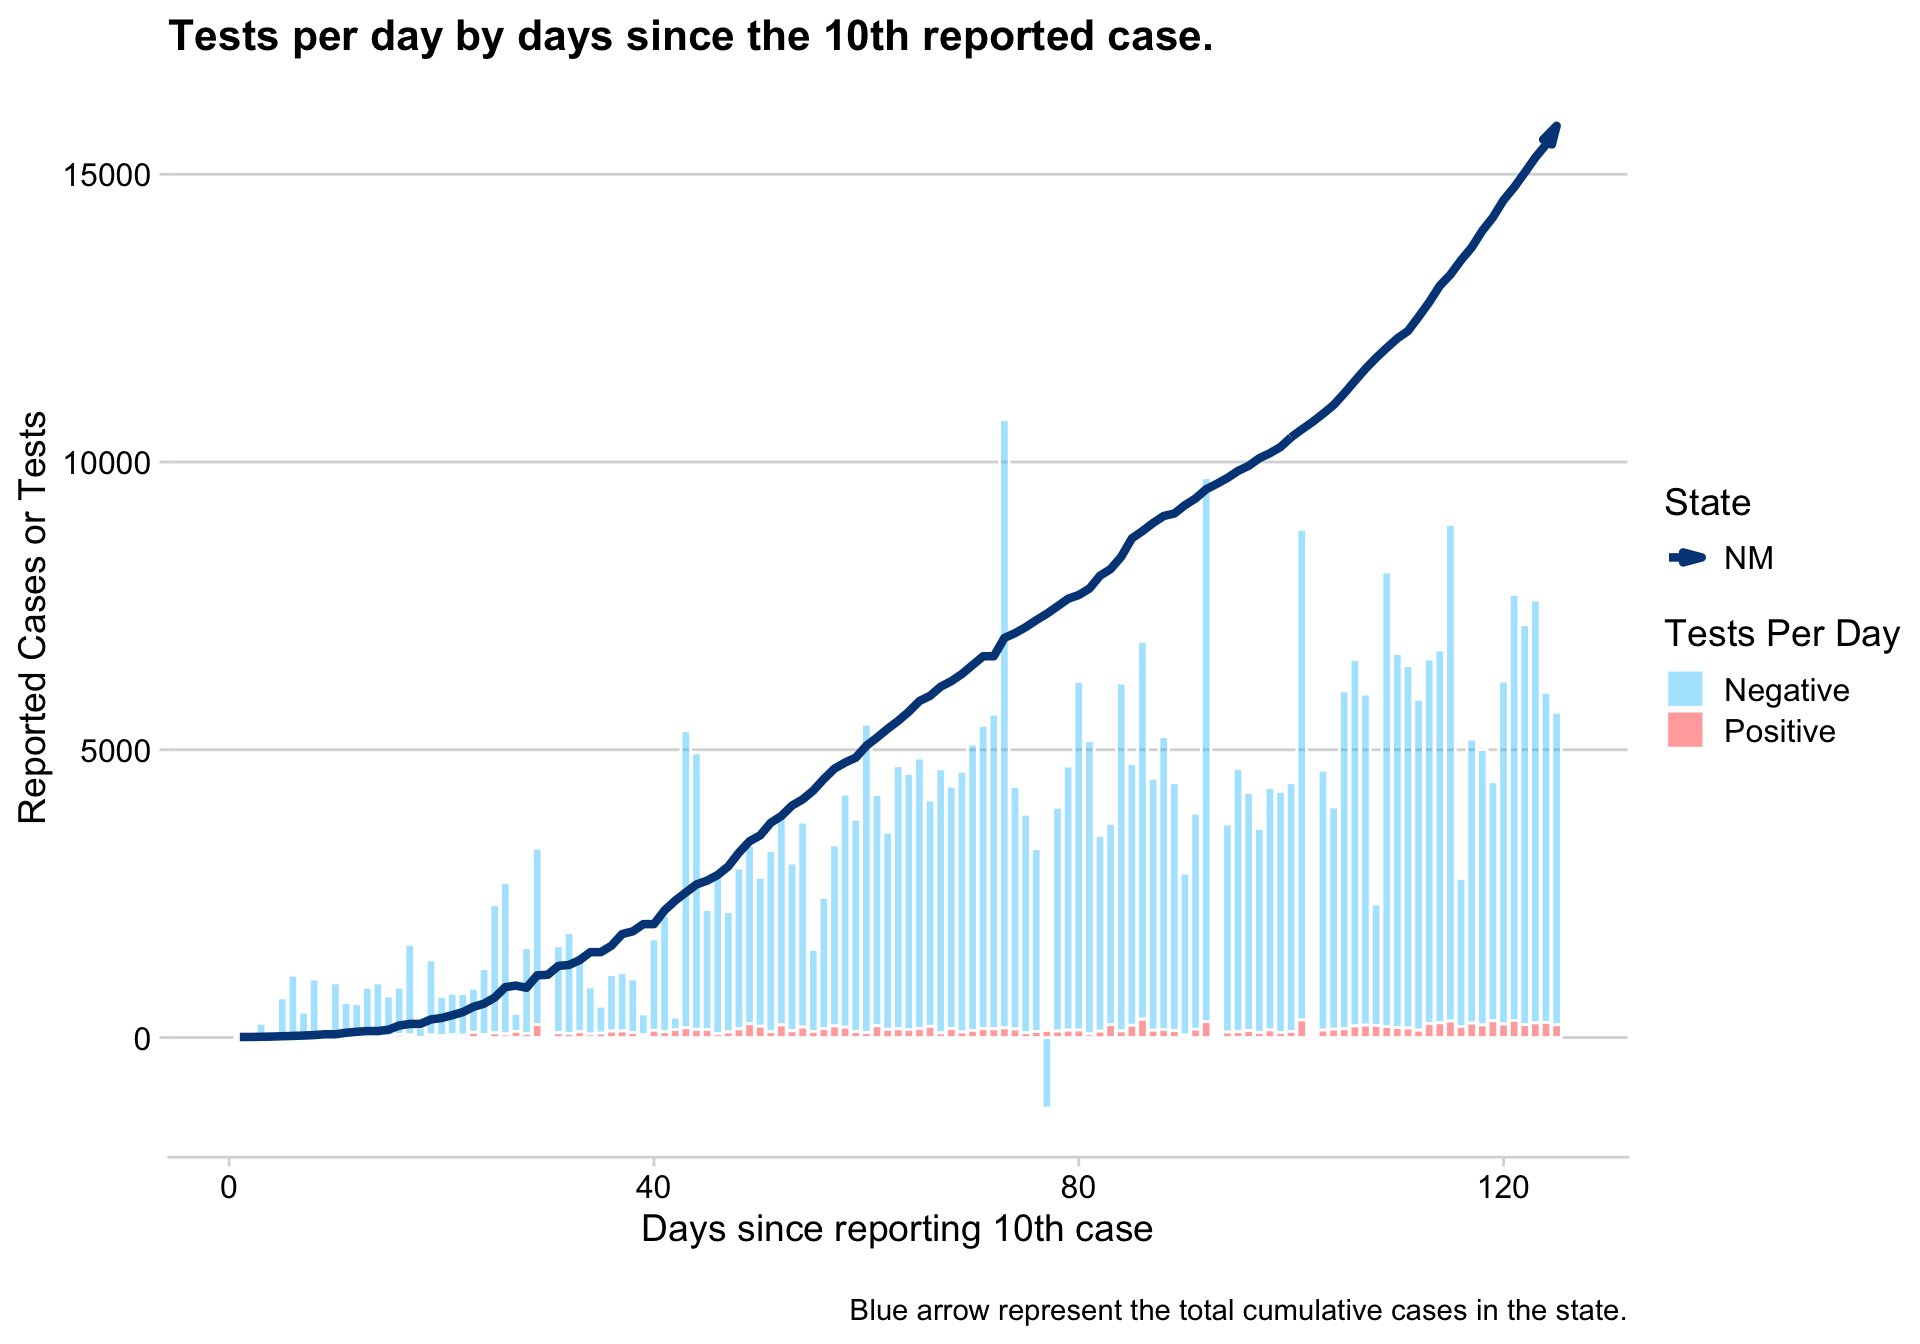 Tests per day by days since the 10th reported case.
15000
10000
5000
0
Reported Cases or Tests
0
40
80
120
Days since reporting 10th case
State
NM
Tests Per Day
Negative
Positive
Blue arrow represent the total cumulative cases in the state.